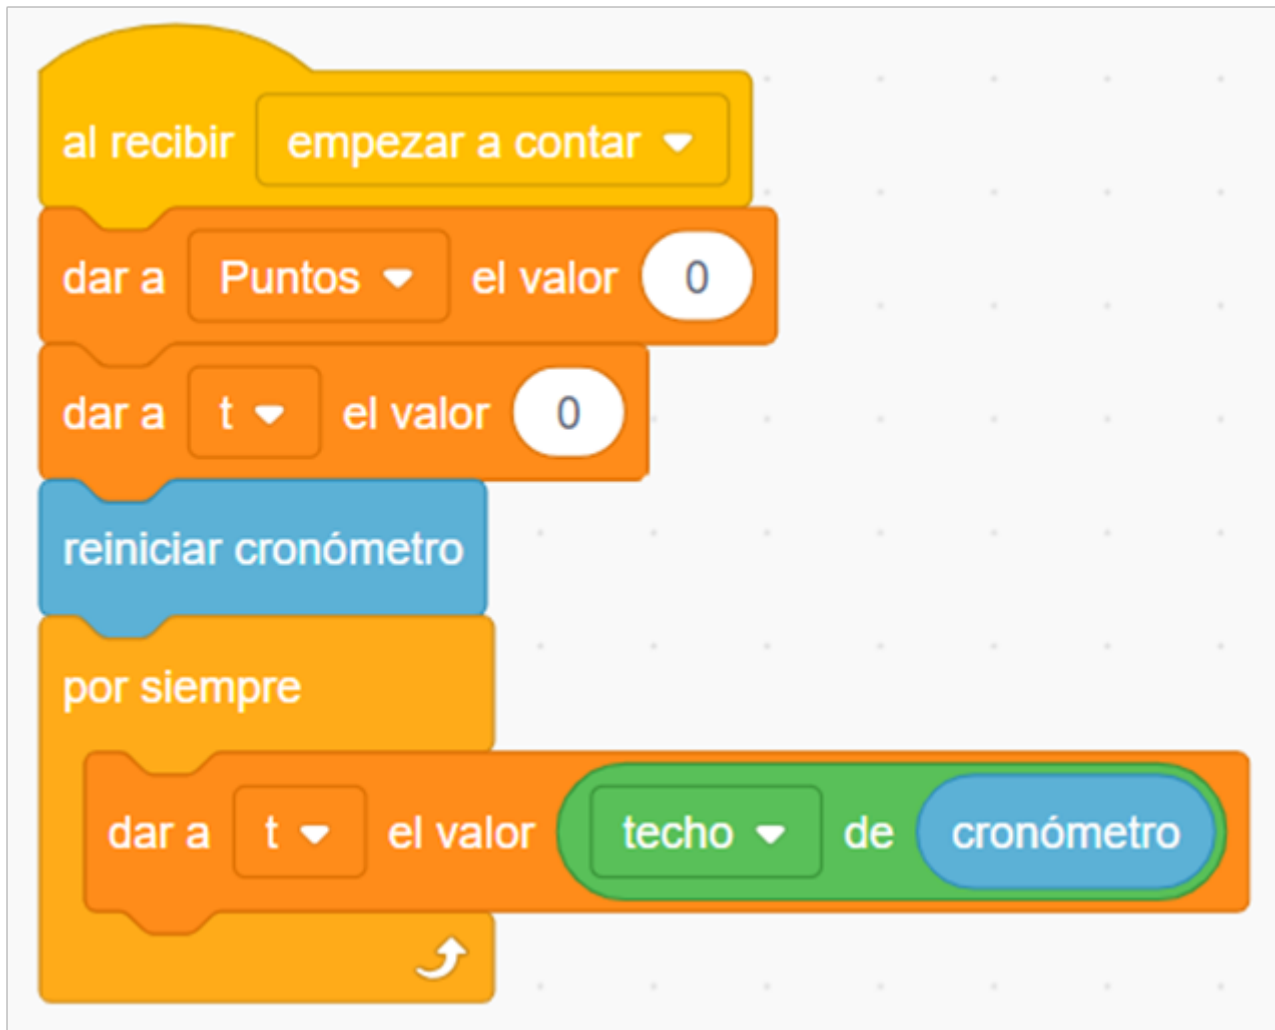 al recibir empezar a contar
dar a Puntos el valor 0
dar a t el valor 0
reiniciar cronómetro
por siempre
dar a t el valor techo de cronómetro